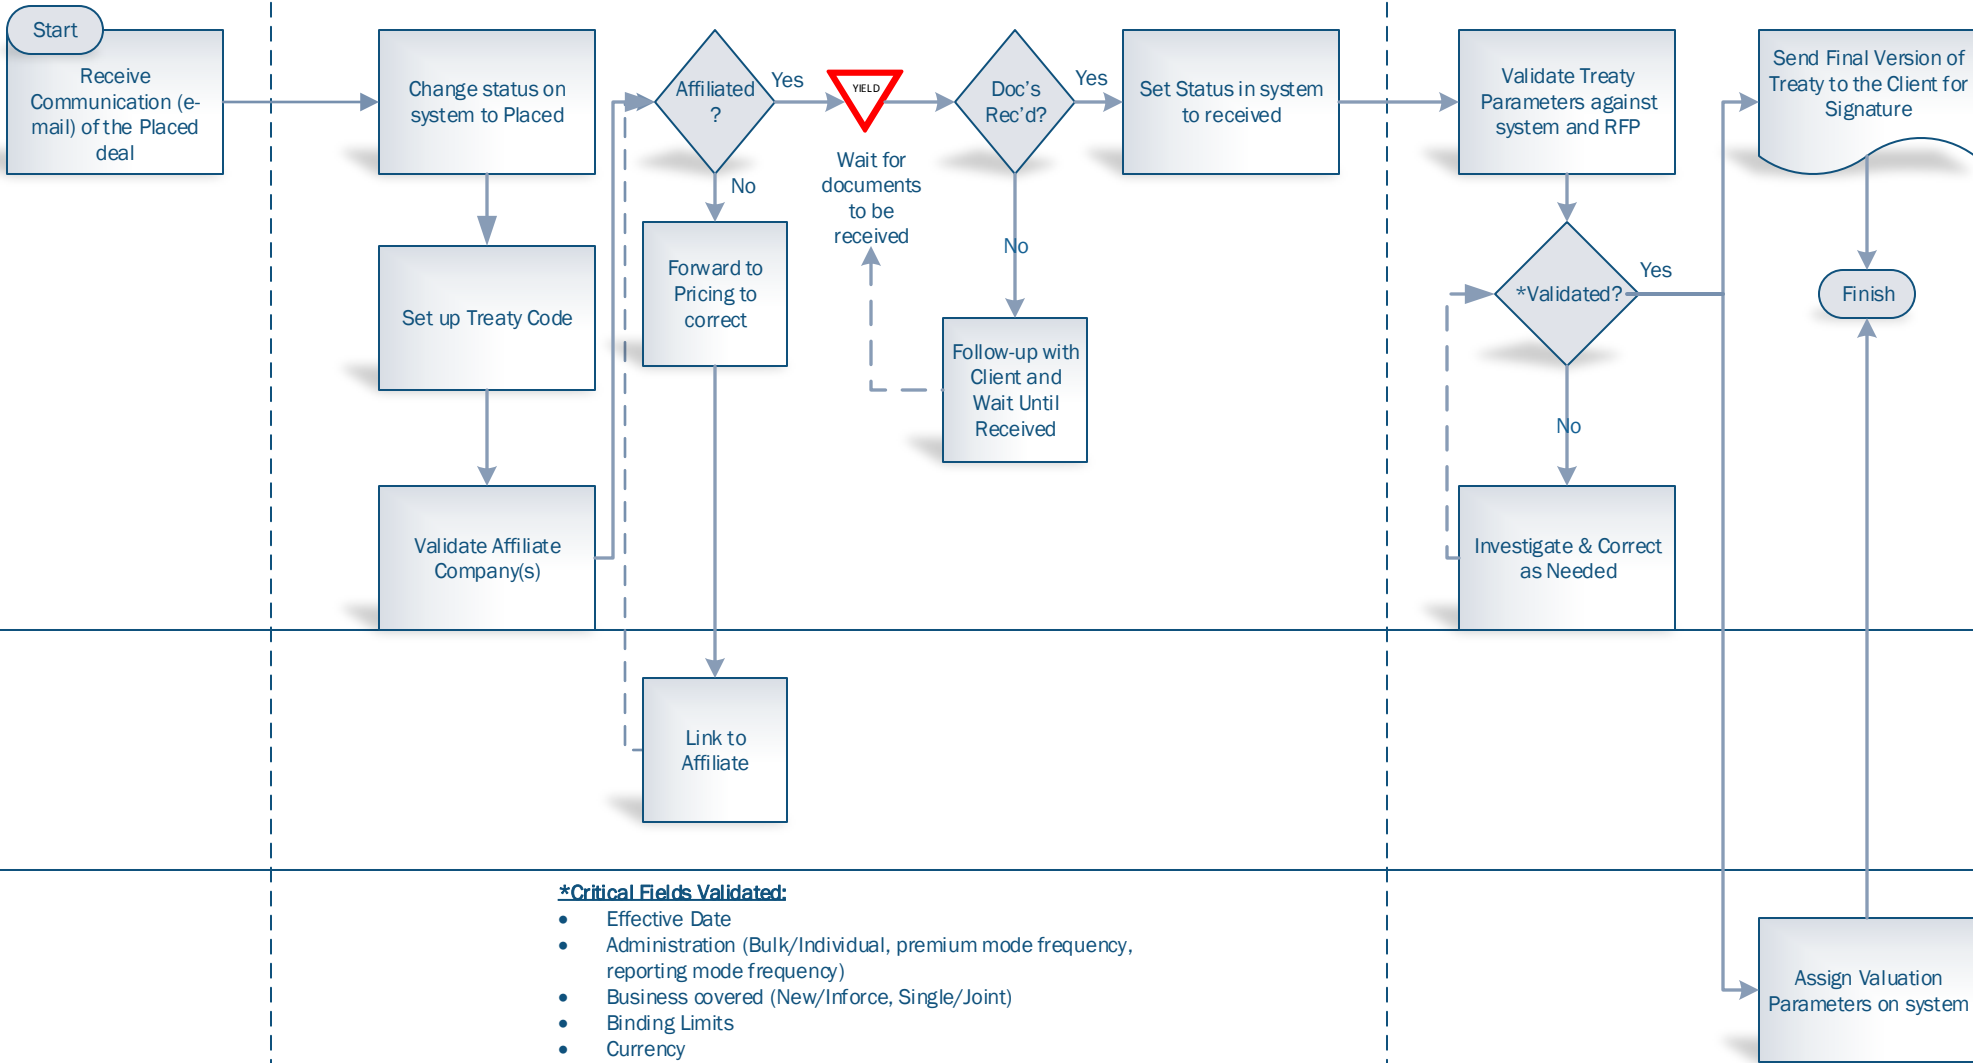 Start
Receive
Communication (e-
mail) of the Placed
deal
Change status on
system to Placed
Set up Treaty Code
Validate Affiliate
Company(s)
Affiliated
?
Yes
No
Forward to
Pricing to
correct
Link to
Affiliate
YIELD
Wait for
documents
to be
received
Doc's
Rec'd?
Yes
No
Follow-up with
Client and
Wait Until
Received
Set Status in system
to received
Validate Treaty
Parameters against
system and RFP
*Validated?
Yes
No
Investigate & Correct
as Needed
Send Final Version of
Treaty to the Client for
Signature
Finish
Assign Valuation
Parameters on system
*Critical Fields Validated:
• Effective Date
• Administration (Bulk/Individual, premium mode frequency,
reporting mode frequency)
• Business covered (New/Inforce, Single/Joint)
• Binding Limits
• Currency